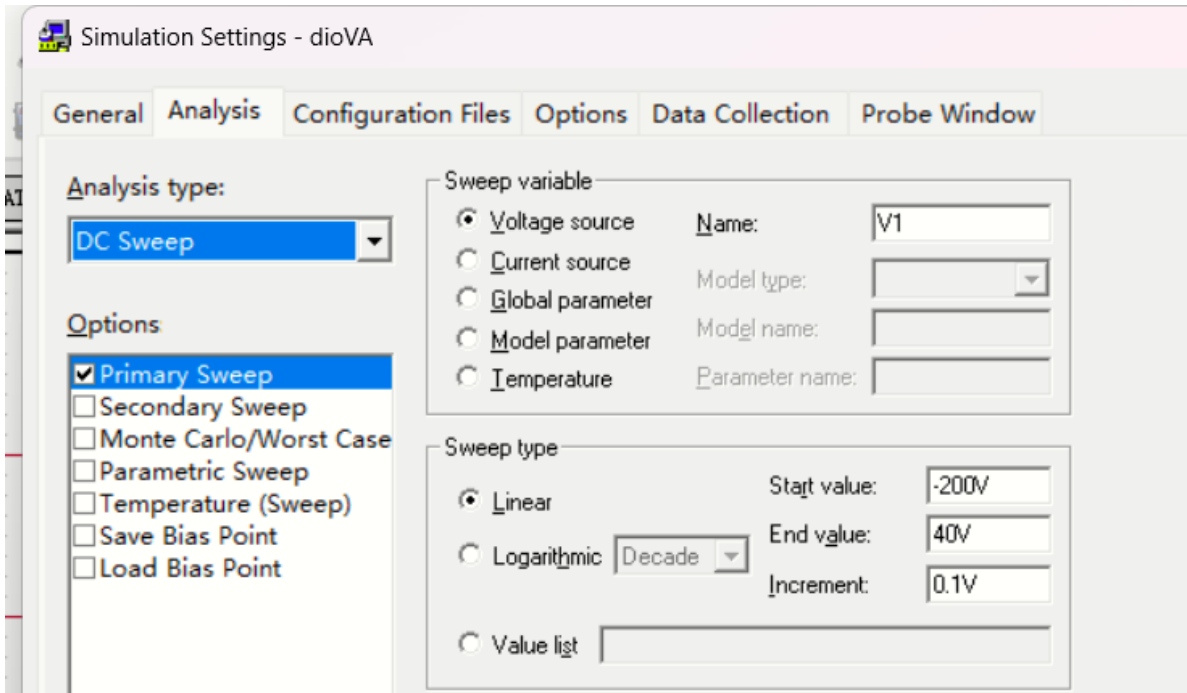 Simulation Settings - dioVA
General Analysis Configuration Files Options Data Collection Probe Window
Analysis type:
DC Sweep
Options
Primary Sweep
Secondary Sweep
Monte Carlo/Worst Case
Parametric Sweep
Temperature (Sweep)
Save Bias Point
Load Bias Point
Sweep variable
Voltage source
Current source
Global parameter
Model parameter
Temperature
Name: V1
Model type:
Model name:
Parameter name:
Sweep type
Linear
Logarithmic Decade
Value list
Start value: -200V
End value: 40V
Increment: 0.1V